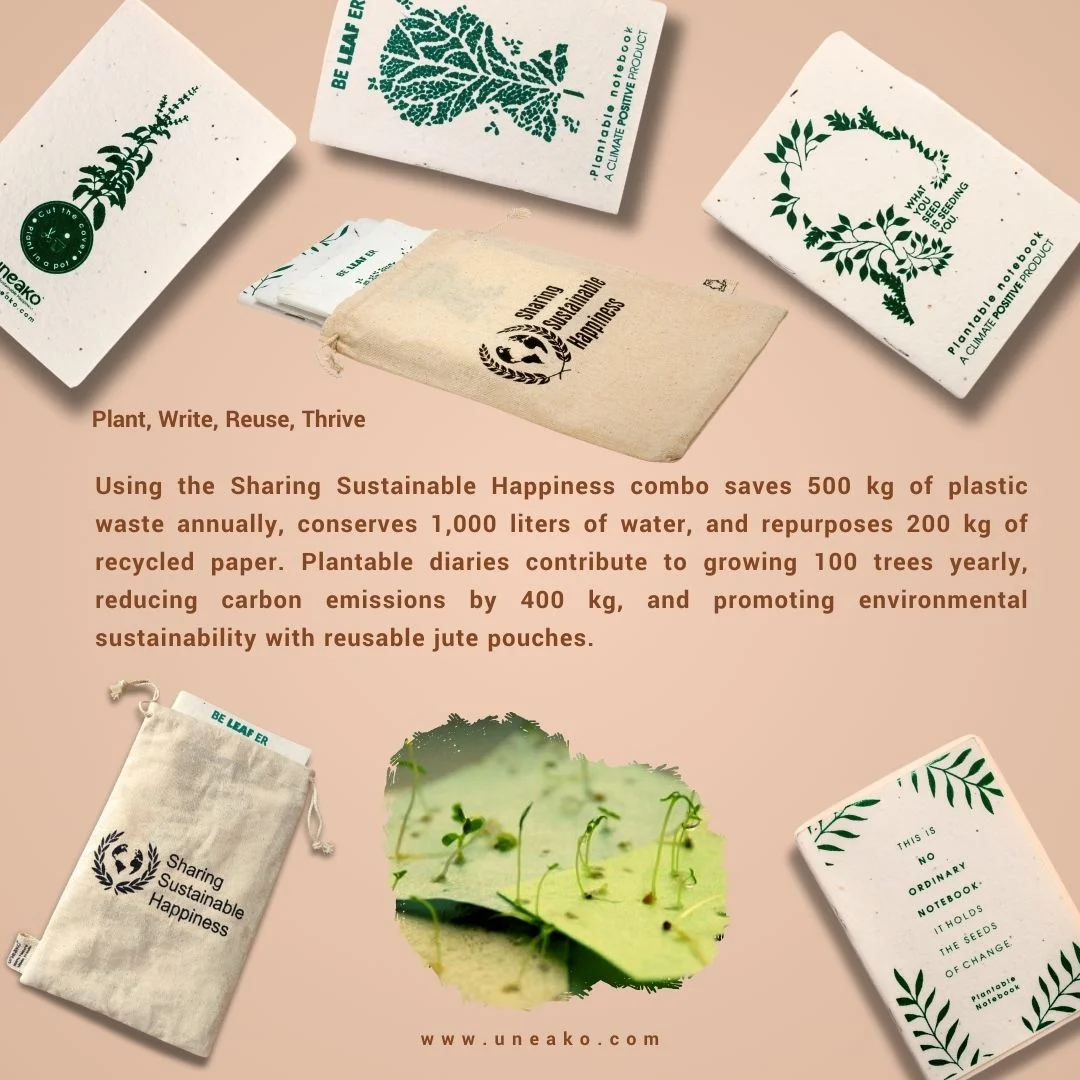 BE LEAF ER
Plantable notebook
A CLIMATE POSITIVE PRODUCT
Cut the cover
Plant in a pot
uneako
WHAT
YOU
SEED
IS SEEDING
YOU.
Plantable notebook
A CLIMATE POSITIVE PRODUCT
BE LEAF ER
Sharing
Sustainable
Happiness
Plant, Write, Reuse, Thrive
Using the Sharing Sustainable Happiness combo saves 500 kg of plastic
waste annually, conserves 1,000 liters of water, and repurposes 200 kg of
recycled paper. Plantable diaries contribute to growing 100 trees yearly,
reducing carbon emissions by 400 kg, and promoting environmental
sustainability with reusable jute pouches.
BE LEAF ER
Sharing
Sustainable
Happiness
THIS IS
NO
ORDINARY
NOTEBOOK
IT HOLDS
THE SEEDS
OF CHANGE
Plantable
Notebook
www.uneako.com